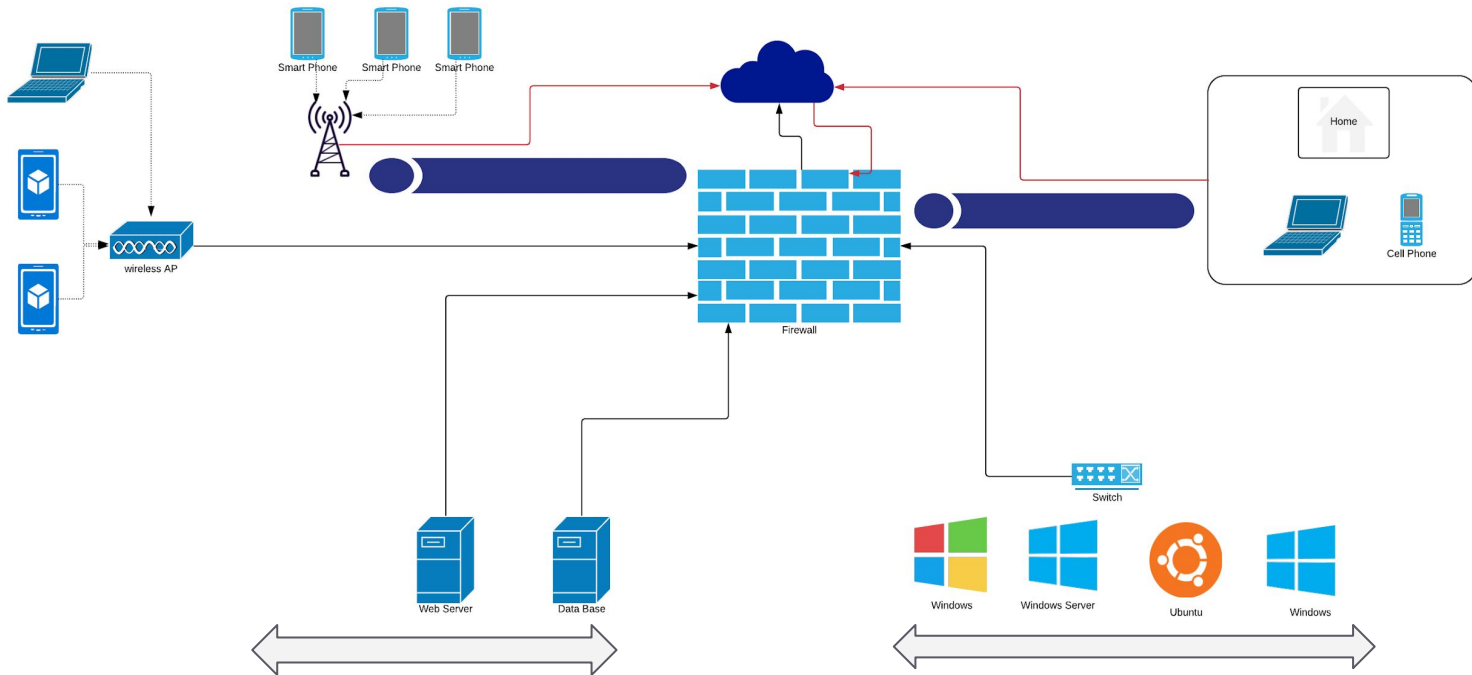 Smart Phone
Smart Phone
Smart Phone
Home
Cell Phone
wireless AP
Firewall
Switch
Web Server
Data Base
Windows
Windows Server
Ubuntu
Windows